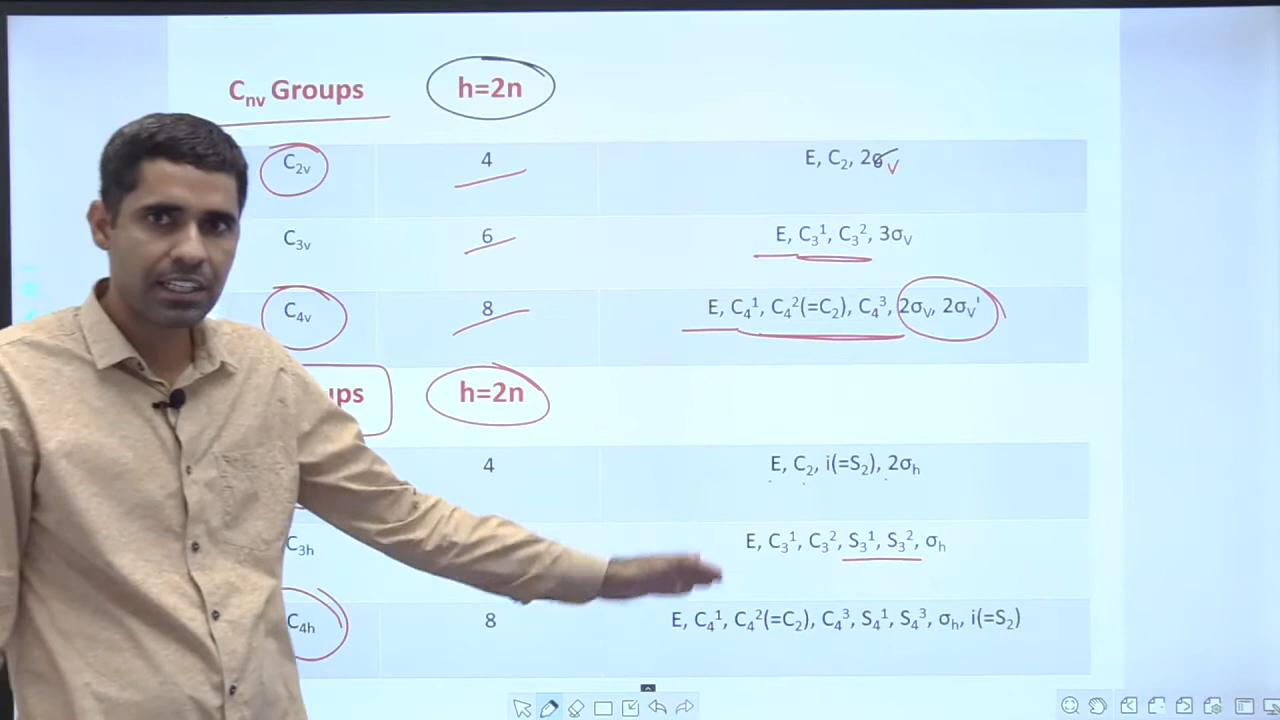 Cnv Groups h=2n
C2v 4 E, C2, 2σv
C3v 6 E, C3¹, C3², 3σV
C4v 8 E, C4¹, C4²(=C2), C4³, 2σV, 2σV'
ups h=2n
4 E, C2, i(=S2), 2σh
C3h E, C3¹, C3², S3¹, S3², σh
C4h 8 E, C4¹, C4²(=C2), C4³, S4¹, S4³, σh, i(=S2)